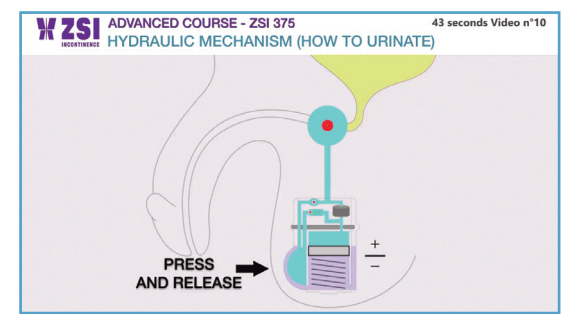 ZSI
INCONTINENCE
ADVANCED COURSE - ZSI 375
43 seconds Video n°10
HYDRAULIC MECHANISM (HOW TO URINATE)
+
−
PRESS
AND RELEASE